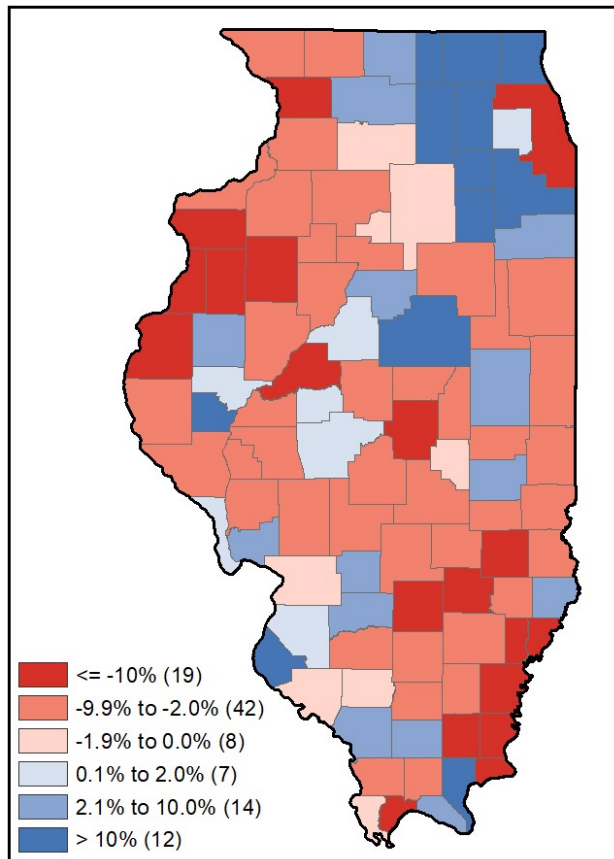 <= -10% (19)
-9.9% to -2.0% (42)
-1.9% to 0.0% (8)
0.1% to 2.0% (7)
2.1% to 10.0% (14)
> 10% (12)